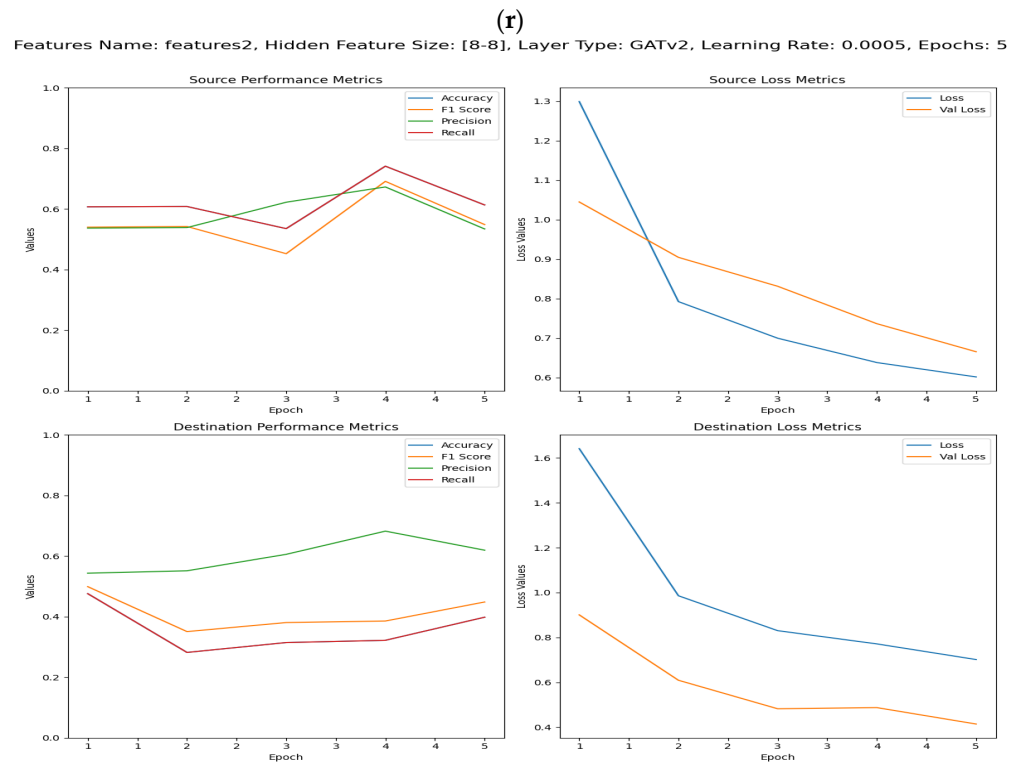 (r)
Features Name: features2, Hidden Feature Size: [8-8], Layer Type: GATv2, Learning Rate: 0.0005, Epochs: 5
Source Performance Metrics
1.0
0.8
0.6
0.4
0.2
0.0
Values
Accuracy
F1 Score
Precision
Recall
1 1 2 2 3 3 4 4 5
Epoch
Source Loss Metrics
1.3
1.2
1.1
1.0
0.9
0.8
0.7
0.6
Loss Values
Loss
Val Loss
1 1 2 2 3 3 4 4 5
Epoch
Destination Performance Metrics
1.0
0.8
0.6
0.4
0.2
0.0
Values
Accuracy
F1 Score
Precision
Recall
1 1 2 2 3 3 4 4 5
Epoch
Destination Loss Metrics
1.6
1.4
1.2
1.0
0.8
0.6
0.4
Loss Values
Loss
Val Loss
1 1 2 2 3 3 4 4 5
Epoch